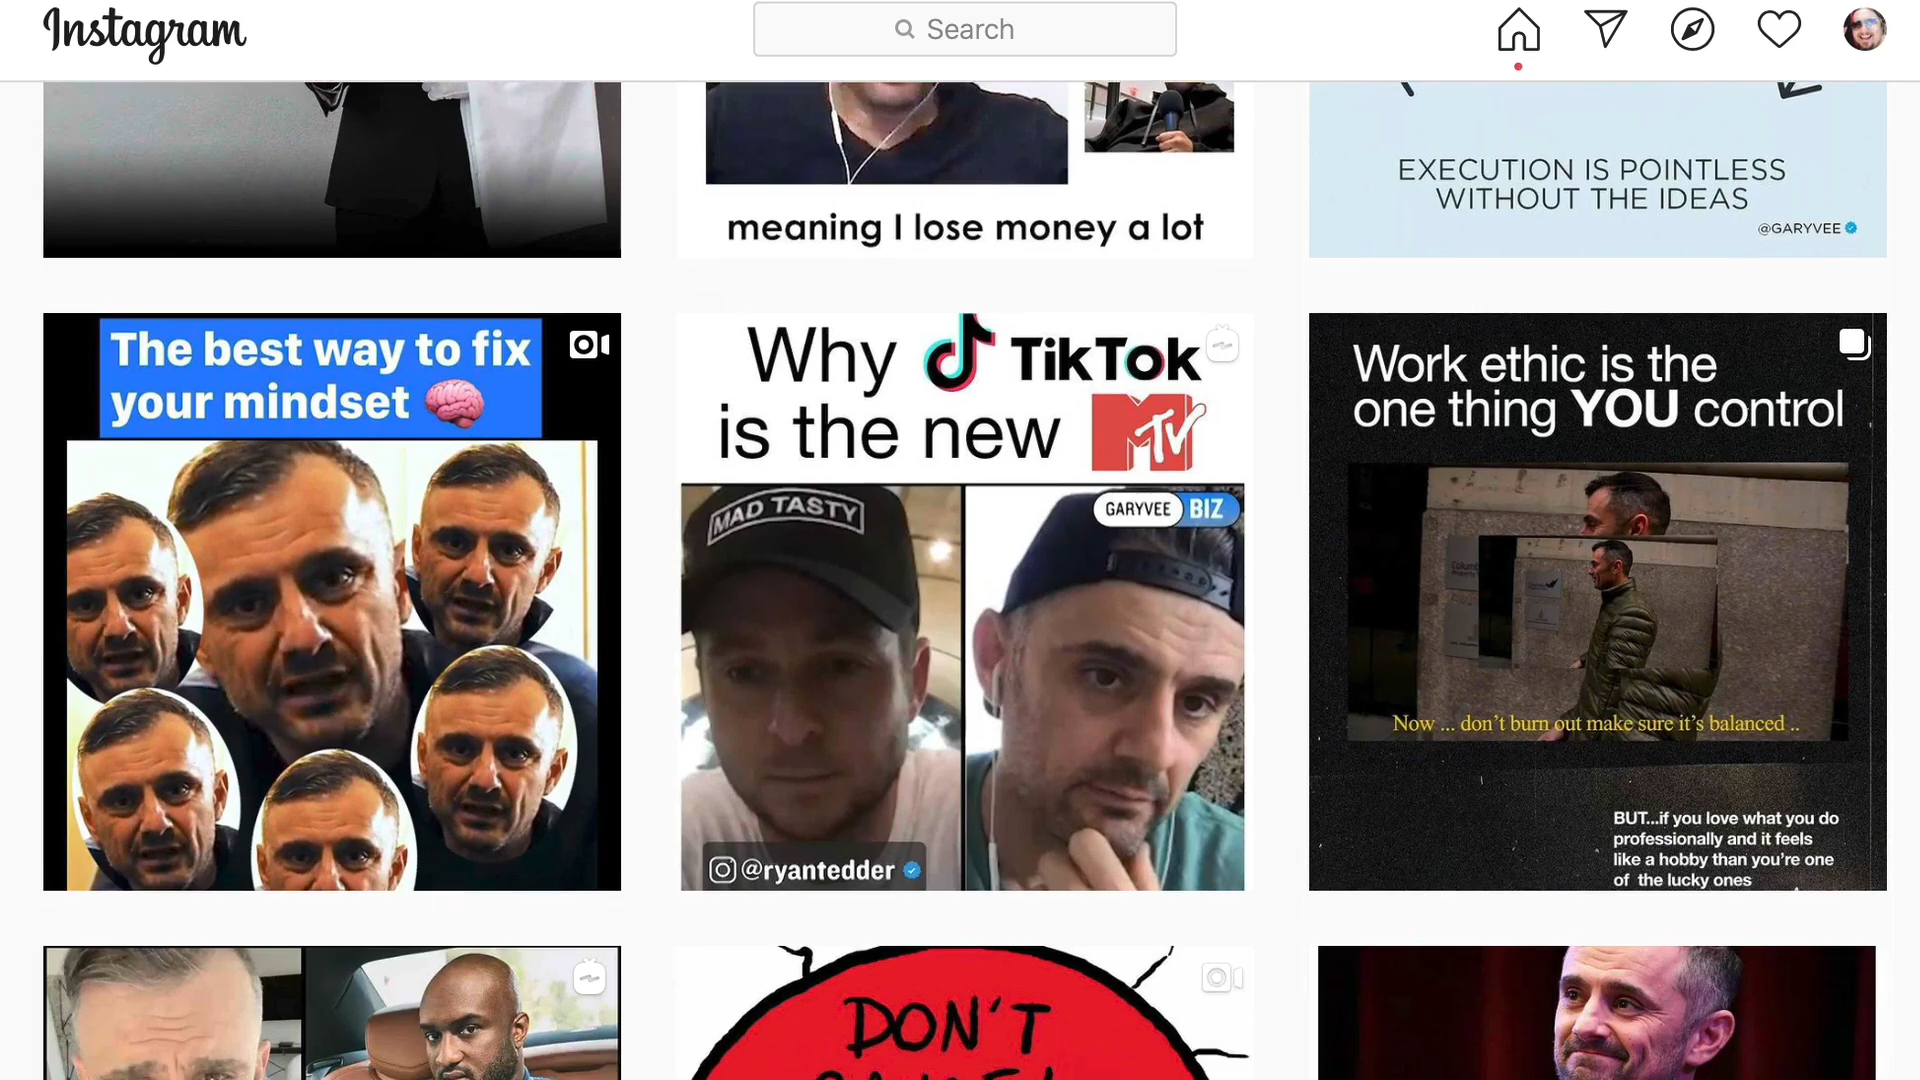 Instagram
Search
meaning I lose money a lot
EXECUTION IS POINTLESS
WITHOUT THE IDEAS
@GARYVEE
The best way to fix
your mindset
Why TikTok
is the new MTV
MAD TASTY
GARYVEE BIZ
@ryantedder
Work ethic is the
one thing YOU control
Now ... don't burn out make sure it's balanced ..
BUT...if you love what you do
professionally and it feels
like a hobby than you're one
of the lucky ones
DON'T